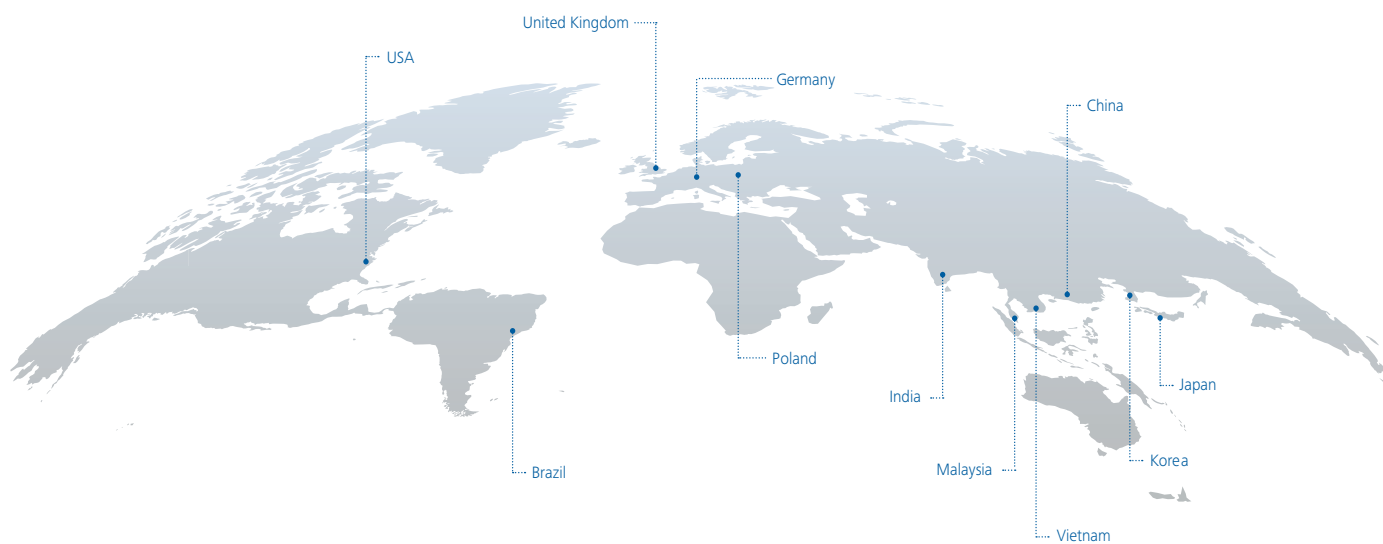 United Kingdom
USA
Germany
China
Poland
Japan
India
Korea
Malaysia
Brazil
Vietnam